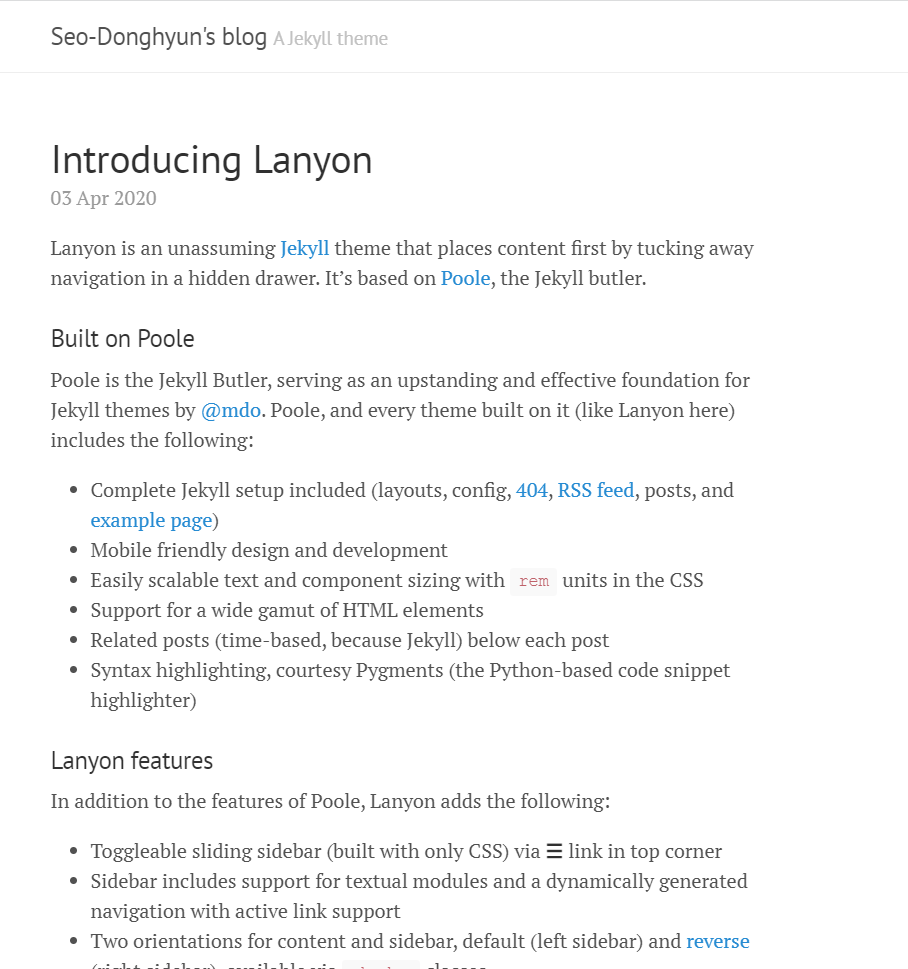 Seo-Donghyun's blog A Jekyll theme
Introducing Lanyon
03 Apr 2020
Lanyon is an unassuming Jekyll theme that places content first by tucking away
navigation in a hidden drawer. It’s based on Poole, the Jekyll butler.
Built on Poole
Poole is the Jekyll Butler, serving as an upstanding and effective foundation for
Jekyll themes by @mdo. Poole, and every theme built on it (like Lanyon here)
includes the following:
• Complete Jekyll setup included (layouts, config, 404, RSS feed, posts, and
example page)
• Mobile friendly design and development
• Easily scalable text and component sizing with rem units in the CSS
• Support for a wide gamut of HTML elements
• Related posts (time-based, because Jekyll) below each post
• Syntax highlighting, courtesy Pygments (the Python-based code snippet
highlighter)
Lanyon features
In addition to the features of Poole, Lanyon adds the following:
• Toggleable sliding sidebar (built with only CSS) via ☰ link in top corner
• Sidebar includes support for textual modules and a dynamically generated
navigation with active link support
• Two orientations for content and sidebar, default (left sidebar) and reverse